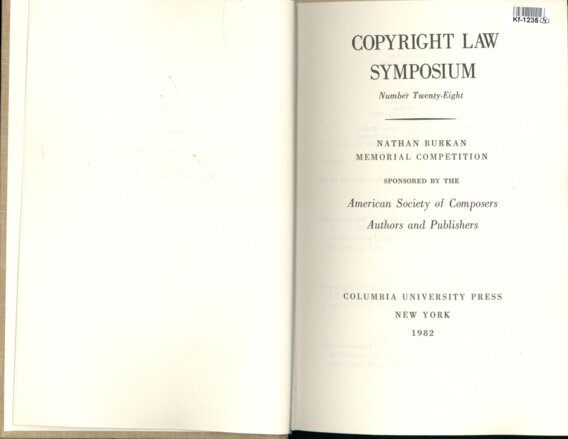 Kf-1235
COPYRIGHT LAW
SYMPOSIUM
Number Twenty-Eight
NATHAN BURKAN
MEMORIAL COMPETITION
SPONSORED BY THE
American Society of Composers
Authors and Publishers
COLUMBIA UNIVERSITY PRESS
NEW YORK
1982